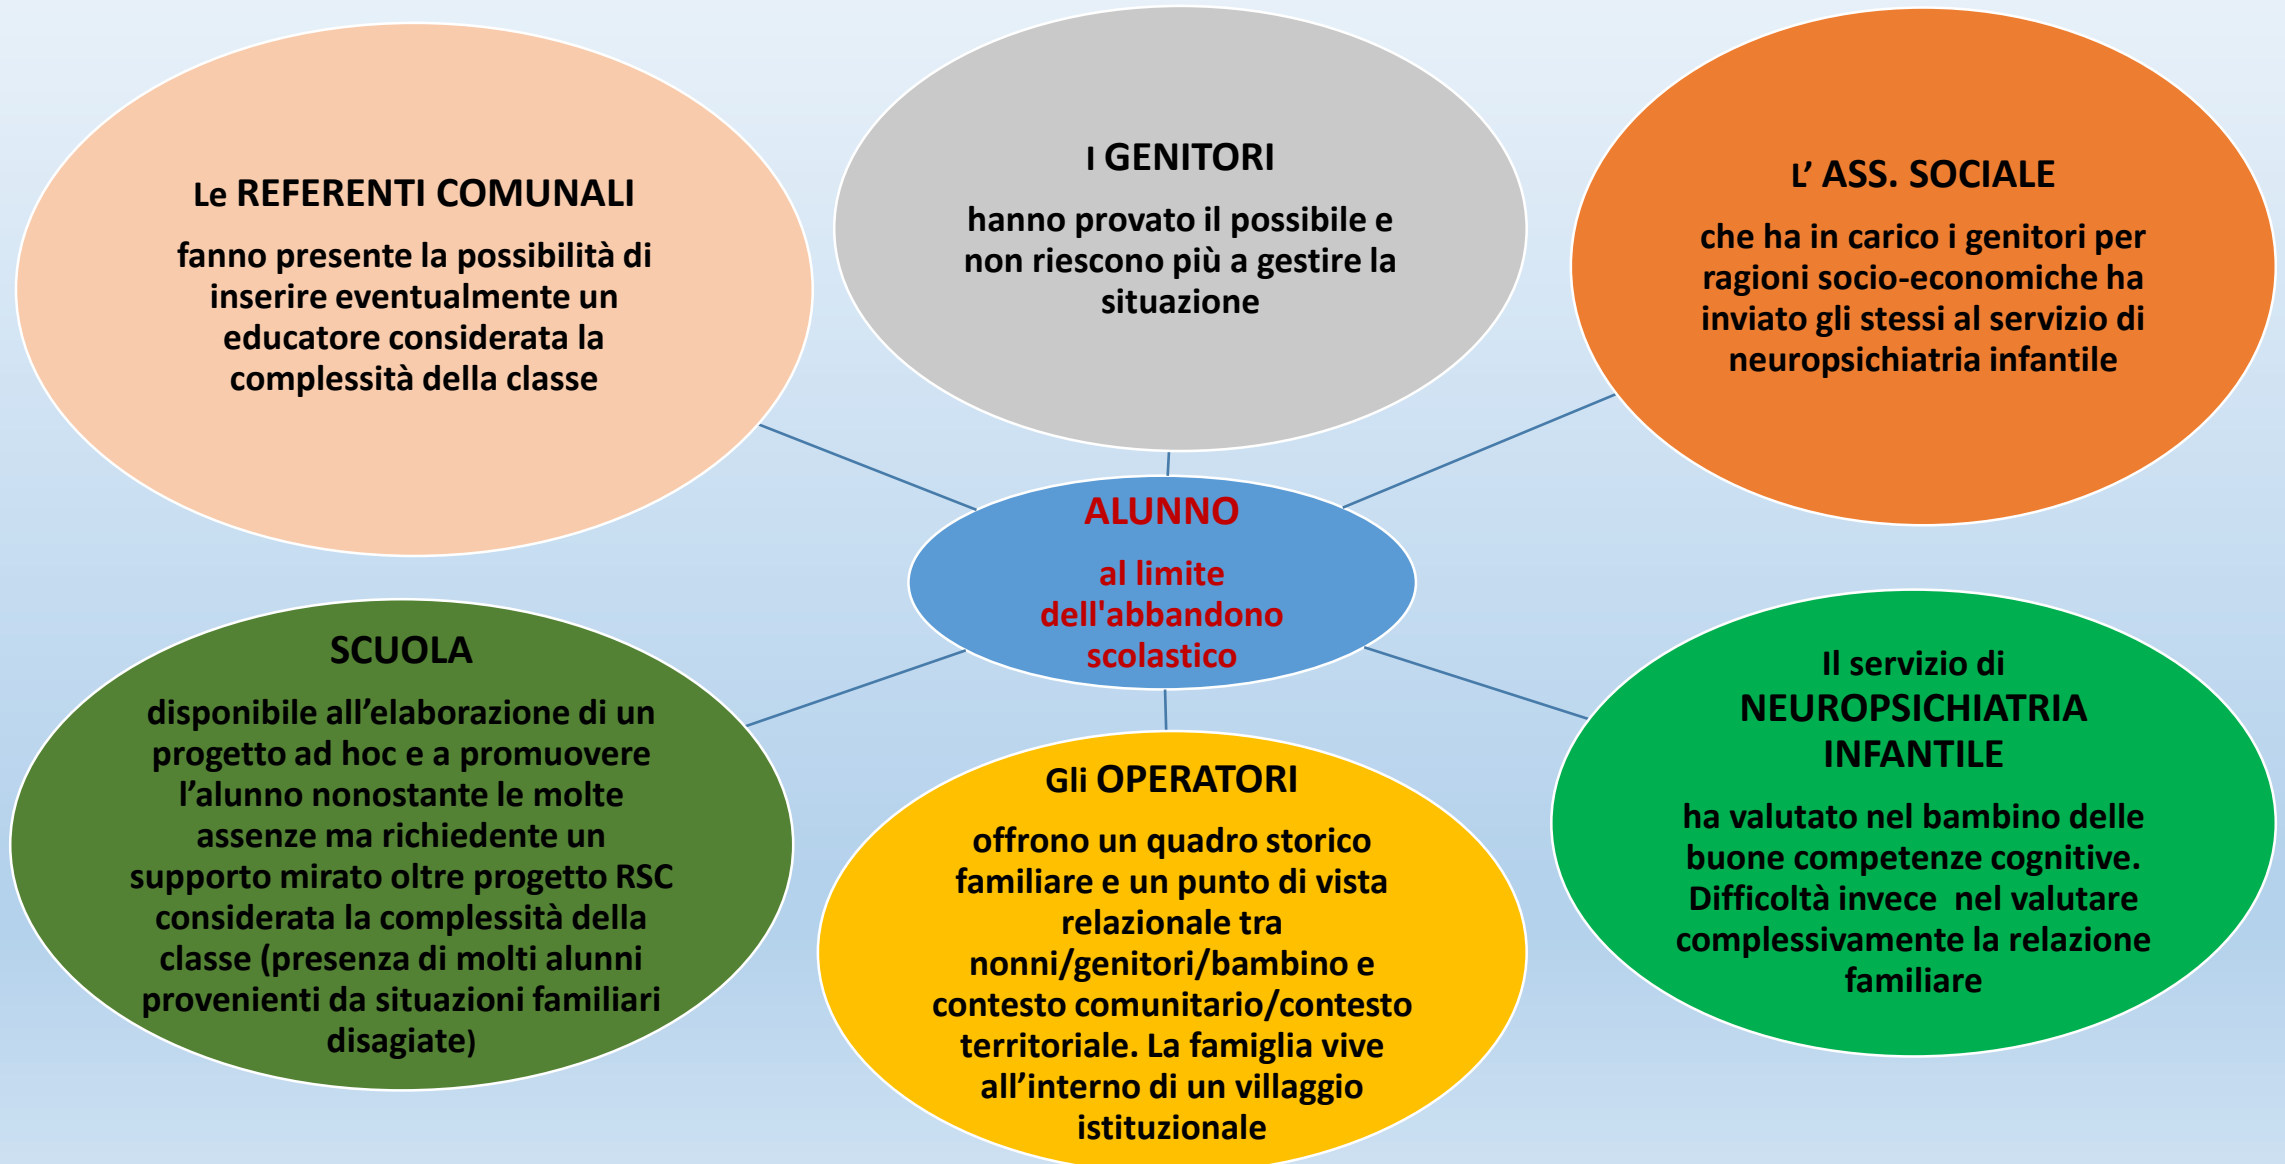 Le REFERENTI COMUNALI
fanno presente la possibilità di
inserire eventualmente un
educatore considerata la
complessità della classe
I GENITORI
hanno provato il possibile e
non riescono più a gestire la
situazione
L’ ASS. SOCIALE
che ha in carico i genitori per
ragioni socio-economiche ha
inviato gli stessi al servizio di
neuropsichiatria infantile
ALUNNO
al limite
dell'abbandono
scolastico
SCUOLA
disponibile all’elaborazione di un
progetto ad hoc e a promuovere
l’alunno nonostante le molte
assenze ma richiedente un
supporto mirato oltre progetto RSC
considerata la complessità della
classe (presenza di molti alunni
provenienti da situazioni familiari
disagiate)
Gli OPERATORI
offrono un quadro storico
familiare e un punto di vista
relazionale tra
nonni/genitori/bambino e
contesto comunitario/contesto
territoriale. La famiglia vive
all’interno di un villaggio
istituzionale
Il servizio di
NEUROPSICHIATRIA
INFANTILE
ha valutato nel bambino delle
buone competenze cognitive.
Difficoltà invece  nel valutare
complessivamente la relazione
familiare